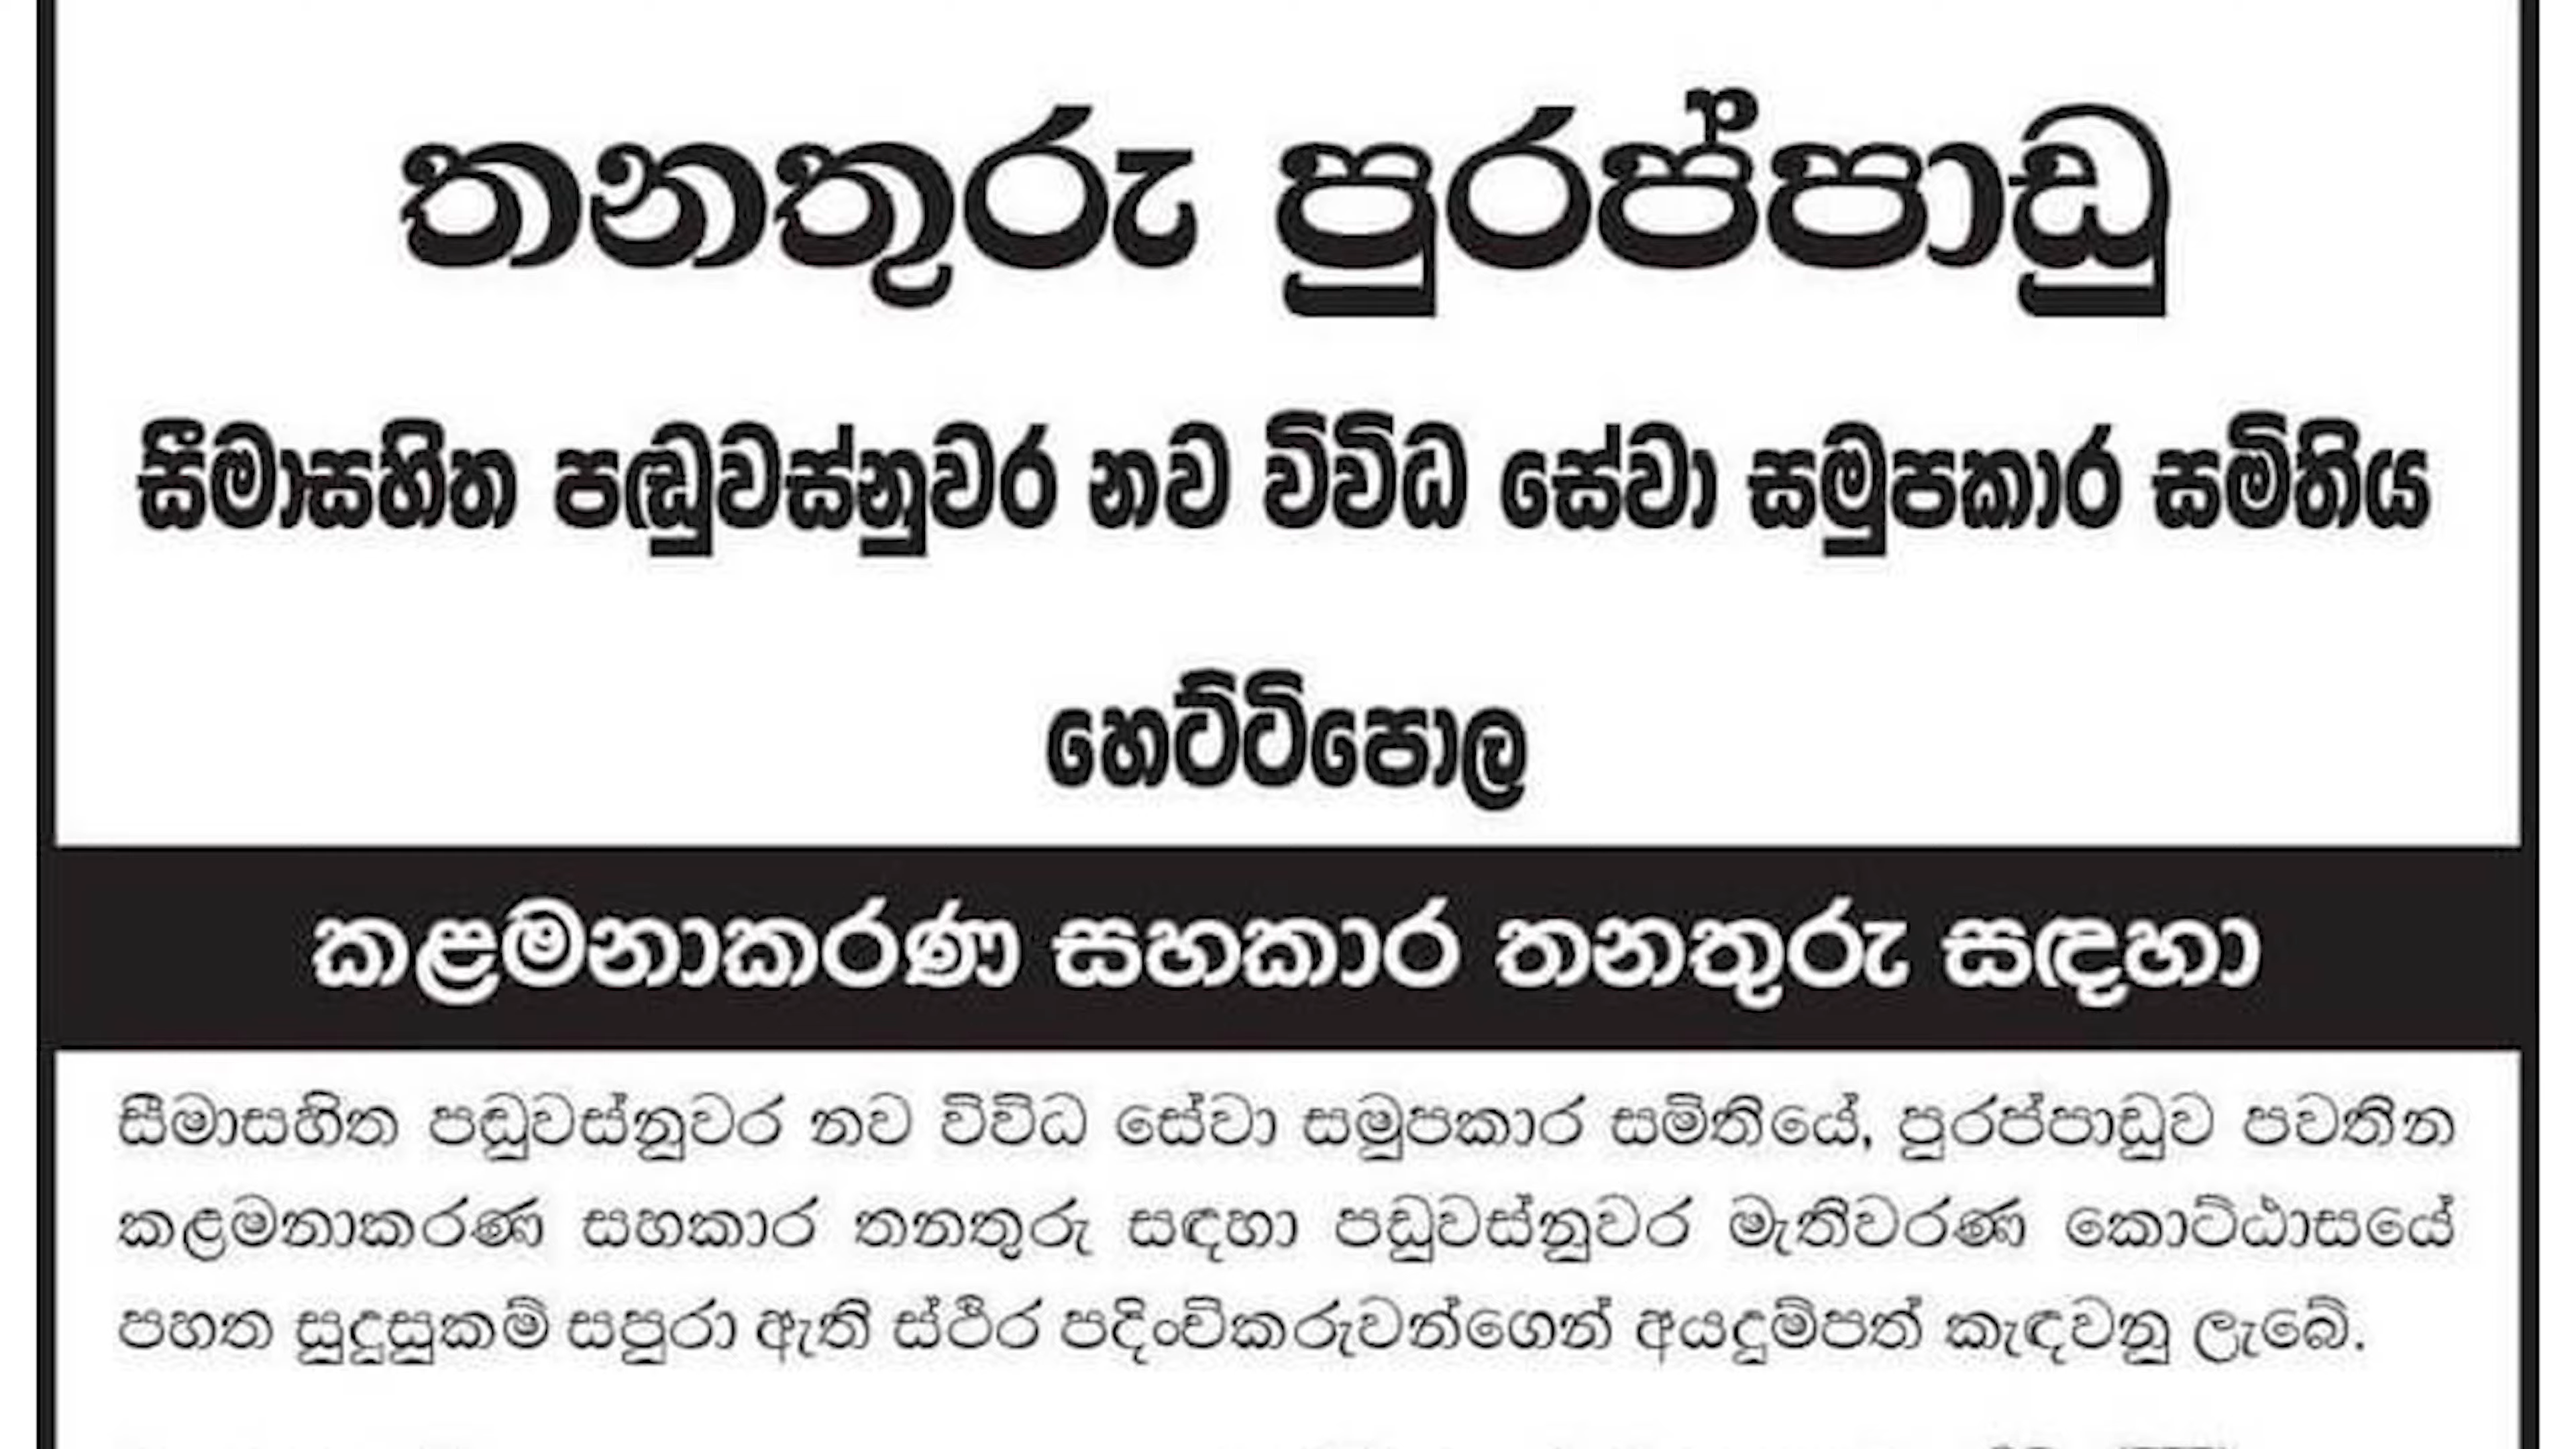 තනතුරු පුරප්පාඩු
සීමාසහිත පඬුවස්නුවර නව විවිධ සේවා සමුපකාර සමිතිය
හෙට්ටිපොල
කළමනාකරණ සහකාර තනතුරු සඳහා
සීමාසහිත පඬුවස්නුවර නව විවිධ සේවා සමුපකාර සමිතියේ, පුරප්පාඩුව පවතින
කළමනාකරණ සහකාර තනතුරු සඳහා පඩුවස්නුවර මැතිවරණ කොට්ඨාසයේ
පහත සුදුසුකම් සපුරා ඇති ස්ථිර පදිංචිකරුවන්ගෙන් අයදුම්පත් කැඳවනු ලැබේ.